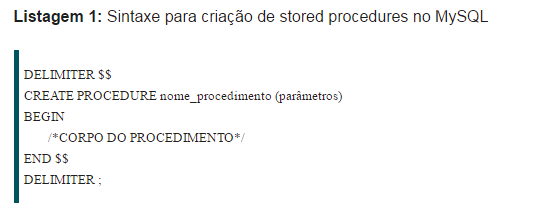 Listagem 1: Sintaxe para criação de stored procedures no MySQL
DELIMITER $$
CREATE PROCEDURE nome_procedimento (parâmetros)
BEGIN
/*CORPO DO PROCEDIMENTO*/
END $$
DELIMITER ;